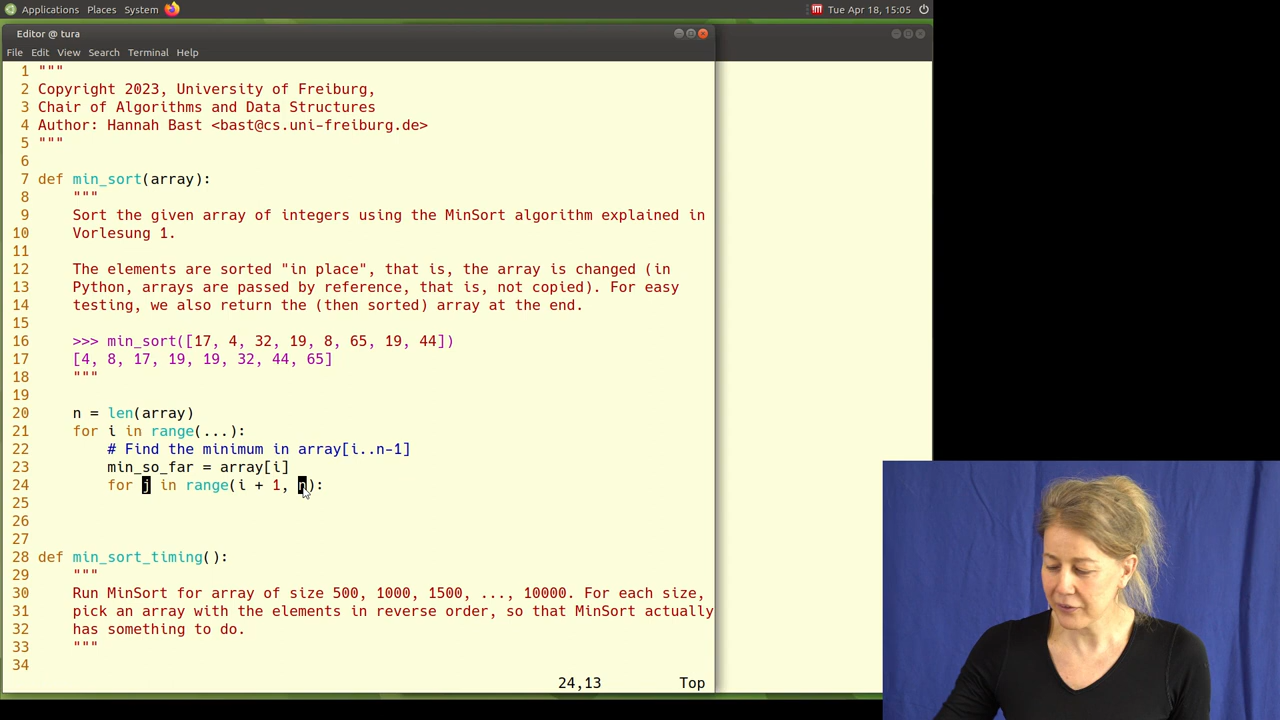 Applications Places System
Tue Apr 18, 15:05
Editor @ tura
File Edit View Search Terminal Help
1 """
2 Copyright 2023, University of Freiburg,
3 Chair of Algorithms and Data Structures
4 Author: Hannah Bast <bast@cs.uni-freiburg.de>
5 """
6
7 def min_sort(array):
8 """
9 Sort the given array of integers using the MinSort algorithm explained in
10 Vorlesung 1.
11
12 The elements are sorted "in place", that is, the array is changed (in
13 Python, arrays are passed by reference, that is, not copied). For easy
14 testing, we also return the (then sorted) array at the end.
15
16 >>> min_sort([17, 4, 32, 19, 8, 65, 19, 44])
17 [4, 8, 17, 19, 19, 32, 44, 65]
18 """
19
20 n = len(array)
21 for i in range(...):
22 # Find the minimum in array[i..n-1]
23 min_so_far = array[i]
24 for j in range(i + 1, n):
25
26
27
28 def min_sort_timing():
29 """
30 Run MinSort for array of size 500, 1000, 1500, ..., 10000. For each size,
31 pick an array with the elements in reverse order, so that MinSort actually
32 has something to do.
33 """
34
24,13 Top